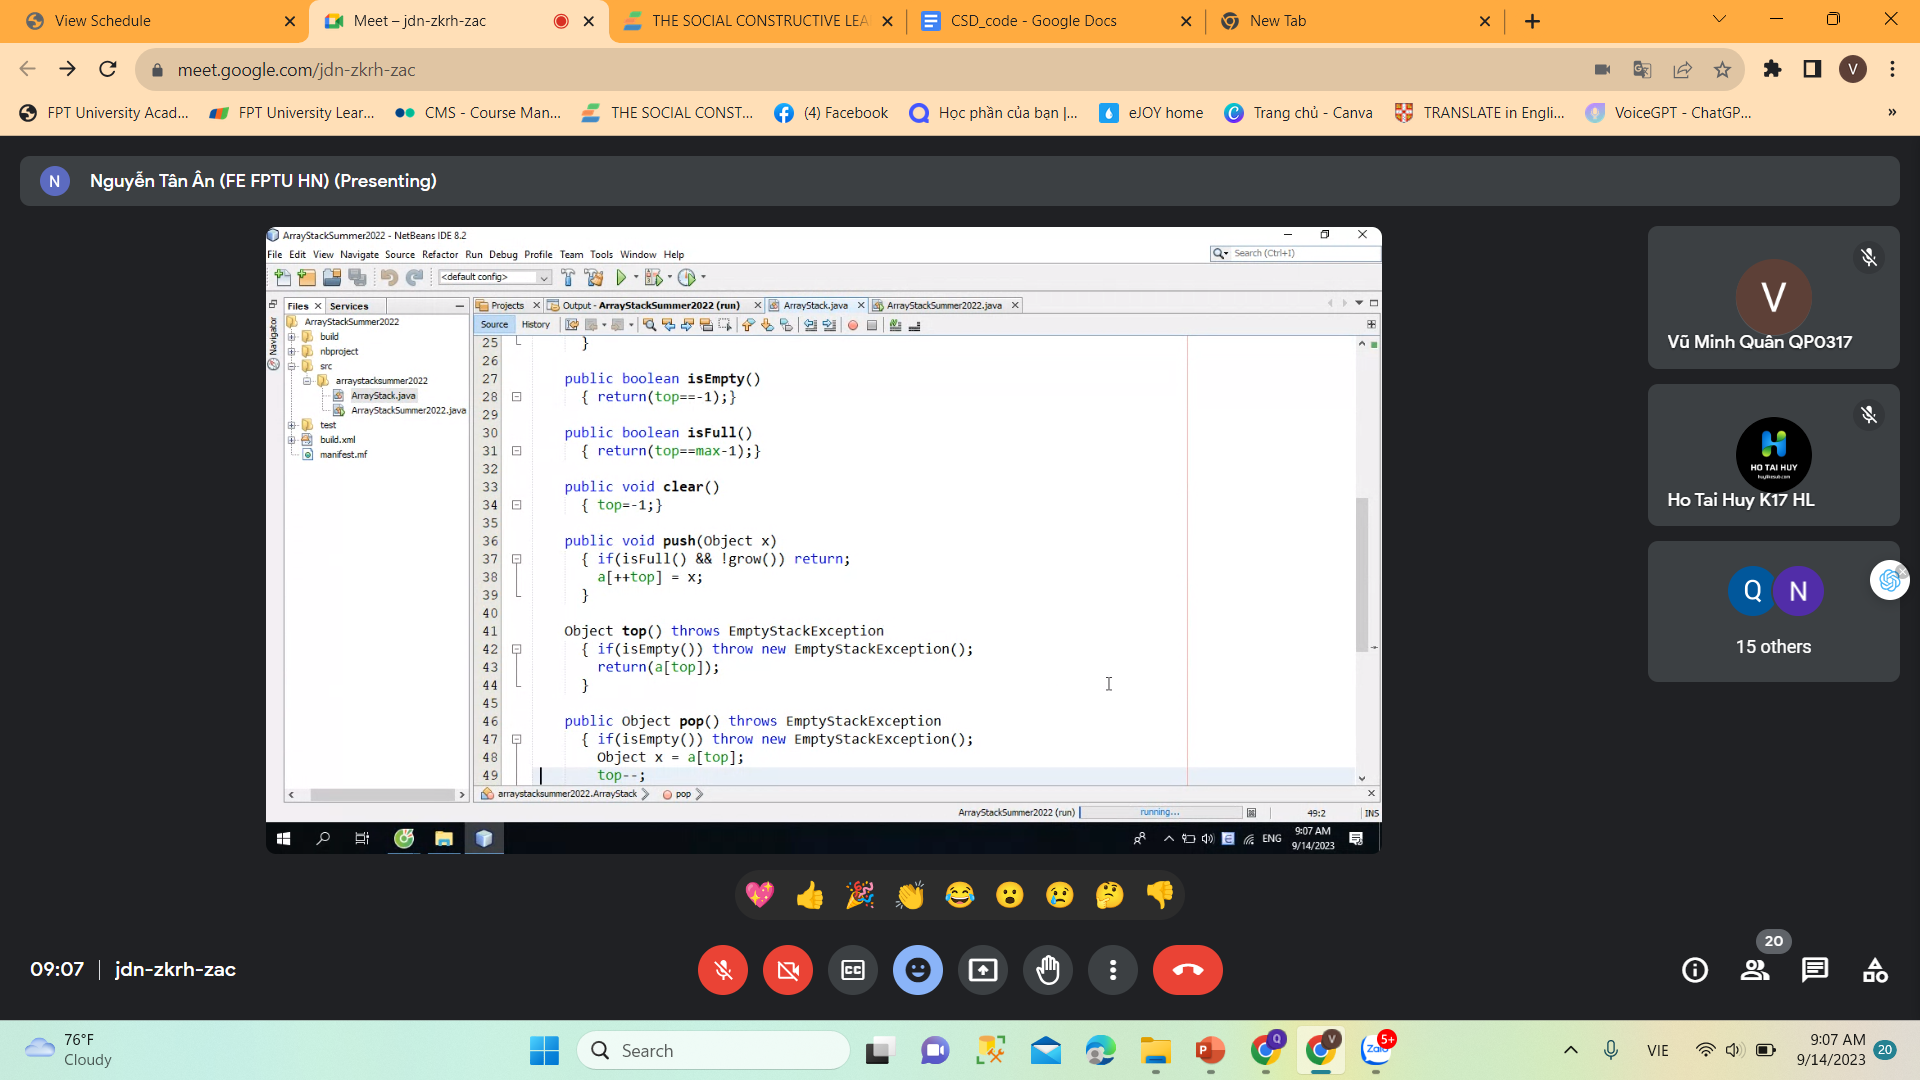 View Schedule
Meet – jdn-zkrh-zac
THE SOCIAL CONSTRUCTIVE LEA
CSD_code - Google Docs
New Tab
meet.google.com/jdn-zkrh-zac
V
FPT University Acad...
FPT University Lear...
CMS - Course Man...
THE SOCIAL CONST...
(4) Facebook
Học phần của bạn |...
eJOY home
Trang chủ - Canva
TRANSLATE in Engli...
VoiceGPT - ChatGP...
»
N
Nguyễn Tân Ân (FE FPTU HN) (Presenting)
ArrayStackSummer2022 - NetBeans IDE 8.2
File Edit View Navigate Source Refactor Run Debug Profile Team Tools Window Help
Search (Ctrl+I)
<default config>
Files
Services
Projects
Output - ArrayStackSummer2022 (run)
ArrayStack.java
ArrayStackSummer2022.java
Navigator
ArrayStackSummer2022
build
nbproject
src
arraystacksummer2022
ArrayStack.java
ArrayStackSummer2022.java
test
build.xml
manifest.mf
Source
History
25 }
26
27 public boolean isEmpty()
28 { return(top==-1);}
29
30 public boolean isFull()
31 { return(top==max-1);}
32
33 public void clear()
34 { top=-1;}
35
36 public void push(Object x)
37 { if(isFull() && !grow()) return;
38 a[++top] = x;
39 }
40
41 Object top() throws EmptyStackException
42 { if(isEmpty()) throw new EmptyStackException();
43 return(a[top]);
44 }
45
46 public Object pop() throws EmptyStackException
47 { if(isEmpty()) throw new EmptyStackException();
48 Object x = a[top];
49 top--;
arraystacksummer2022.ArrayStack
pop
ArrayStackSummer2022 (run)
running...
49:2
INS
ENG
9:07 AM
9/14/2023
V
Vũ Minh Quân QP0317
H
HO TAI HUY
Ho Tai Huy K17 HL
Q
N
15 others
09:07 | jdn-zkrh-zac
CC
20
76°F
Cloudy
Search
Q
V
Zalo
5+
VIE
9:07 AM
9/14/2023
20